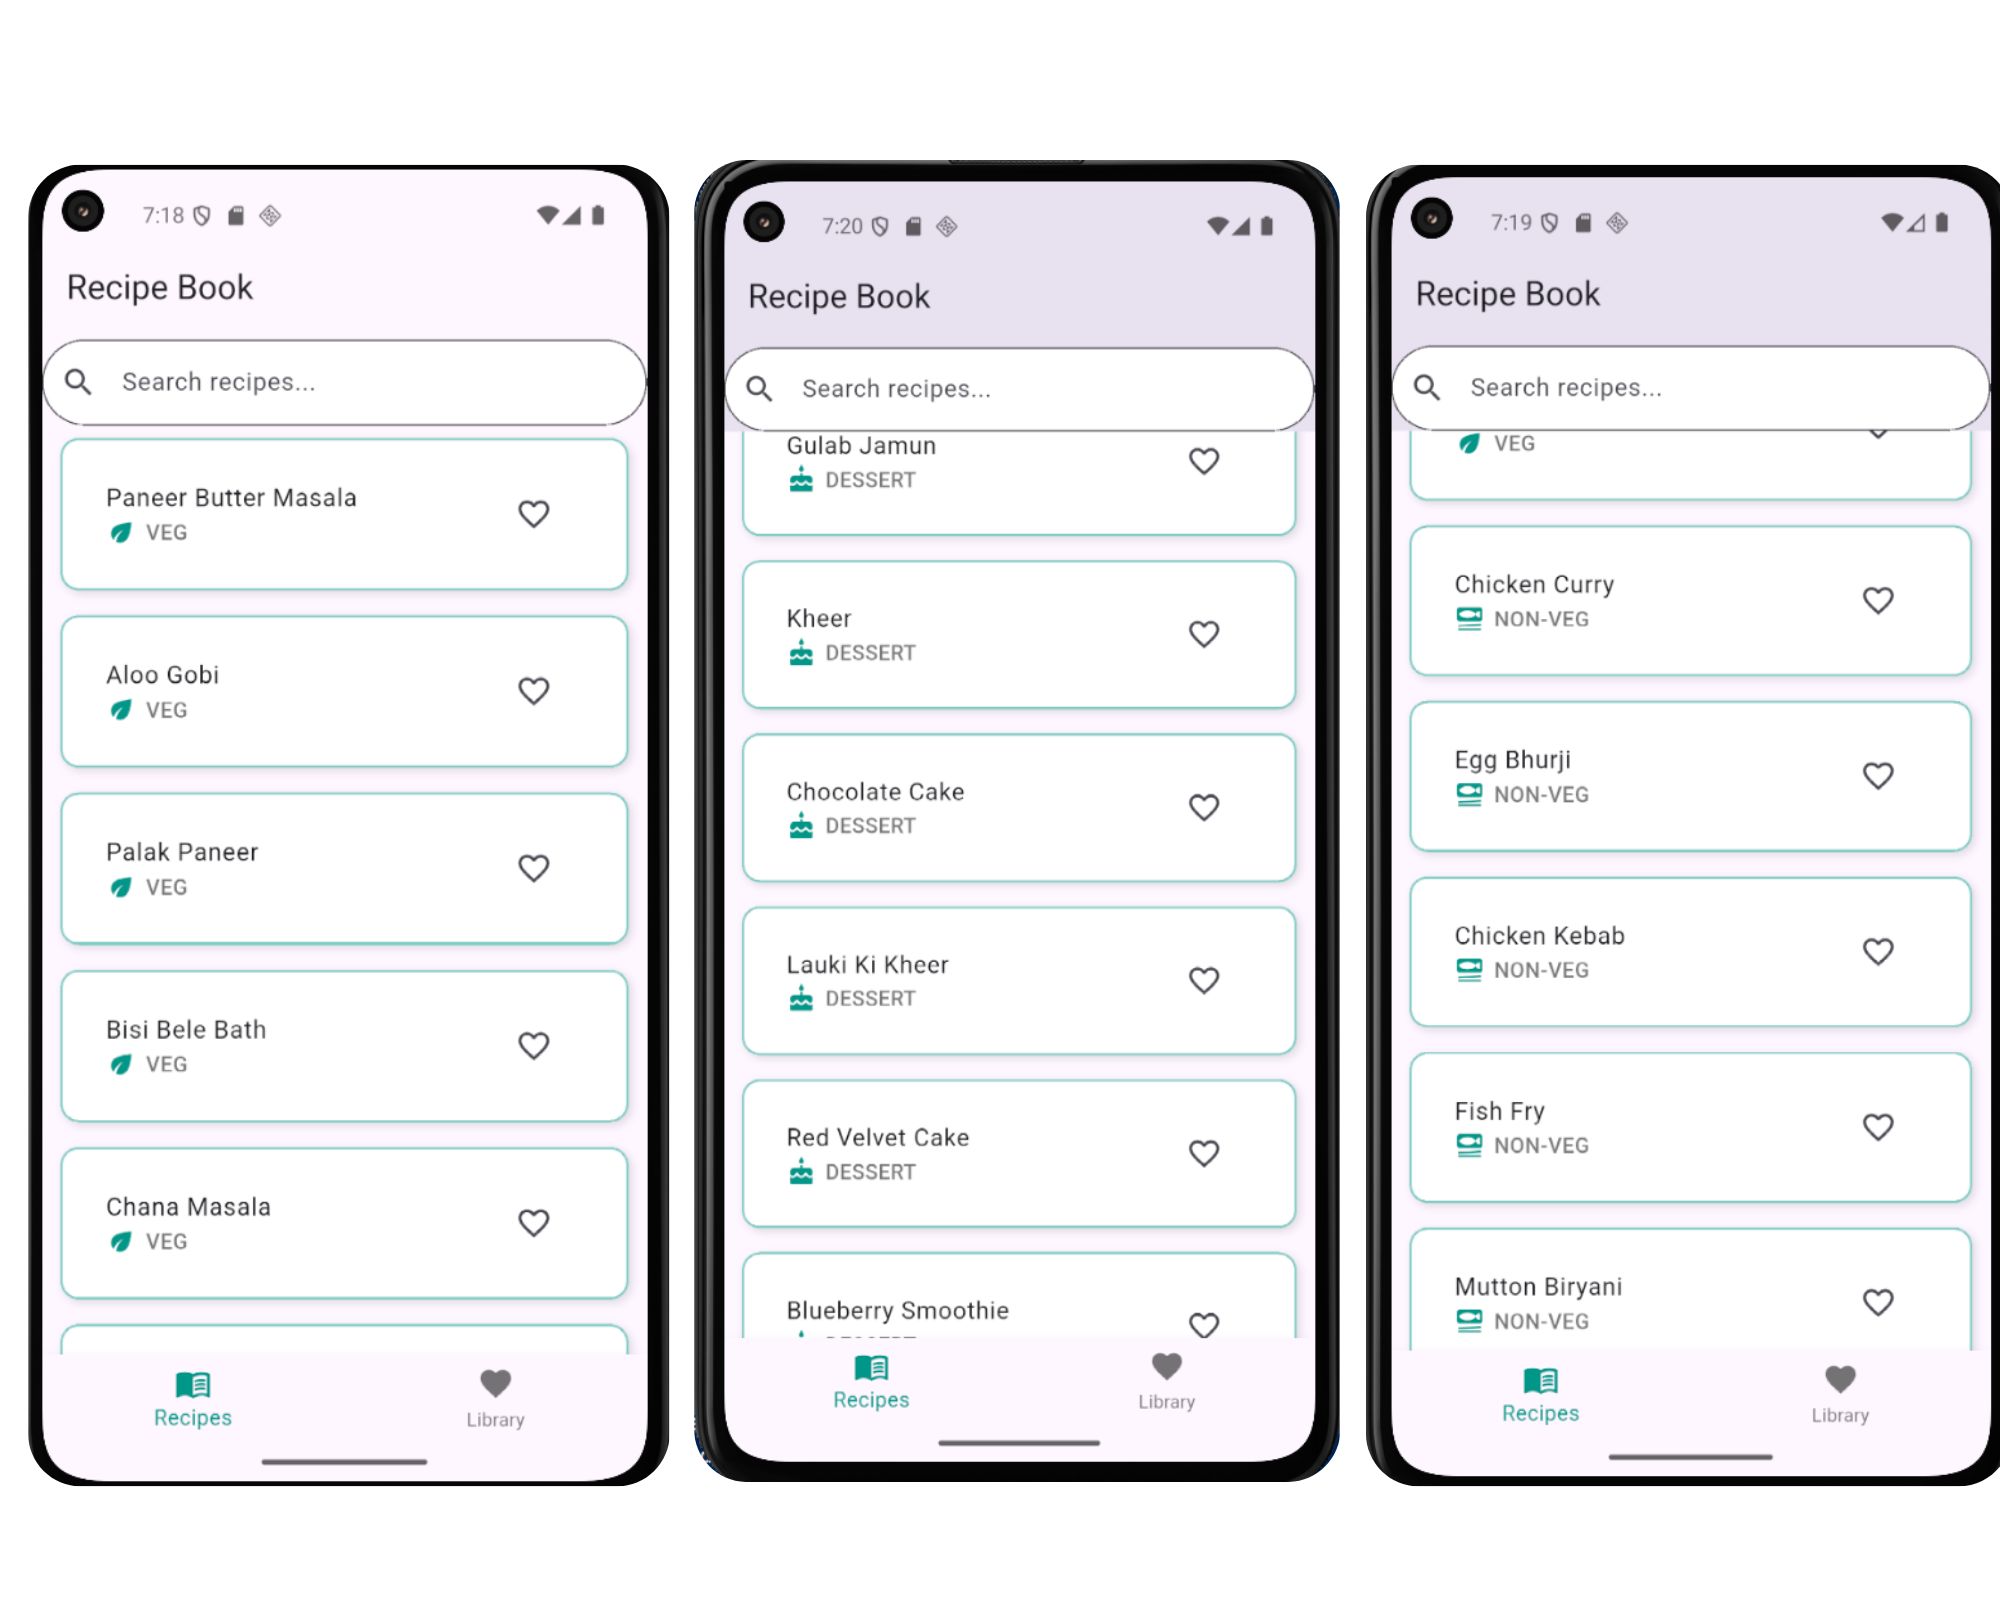 7:18
Recipe Book
Search recipes...
Paneer Butter Masala
VEG
Aloo Gobi
VEG
Palak Paneer
VEG
Bisi Bele Bath
VEG
Chana Masala
VEG
Recipes
Library
7:20
Recipe Book
Search recipes...
Gulab Jamun
DESSERT
Kheer
DESSERT
Chocolate Cake
DESSERT
Lauki Ki Kheer
DESSERT
Red Velvet Cake
DESSERT
Blueberry Smoothie
Recipes
Library
7:19
Recipe Book
Search recipes...
VEG
Chicken Curry
NON-VEG
Egg Bhurji
NON-VEG
Chicken Kebab
NON-VEG
Fish Fry
NON-VEG
Mutton Biryani
NON-VEG
Recipes
Library